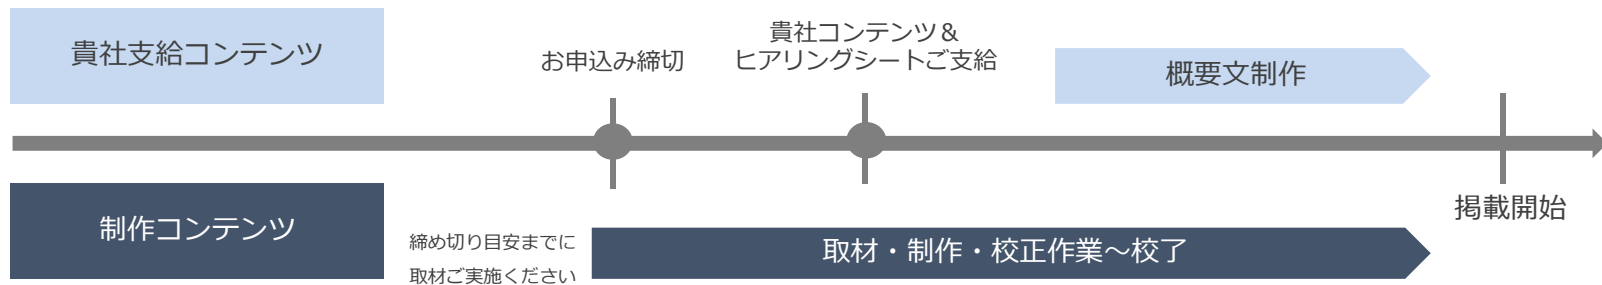 貴社支給コンテンツ
お申込み締切
貴社コンテンツ＆
ヒアリングシートご支給
概要文制作
掲載開始
制作コンテンツ
締め切り目安までに
取材ご実施ください
取材・制作・校正作業～校了